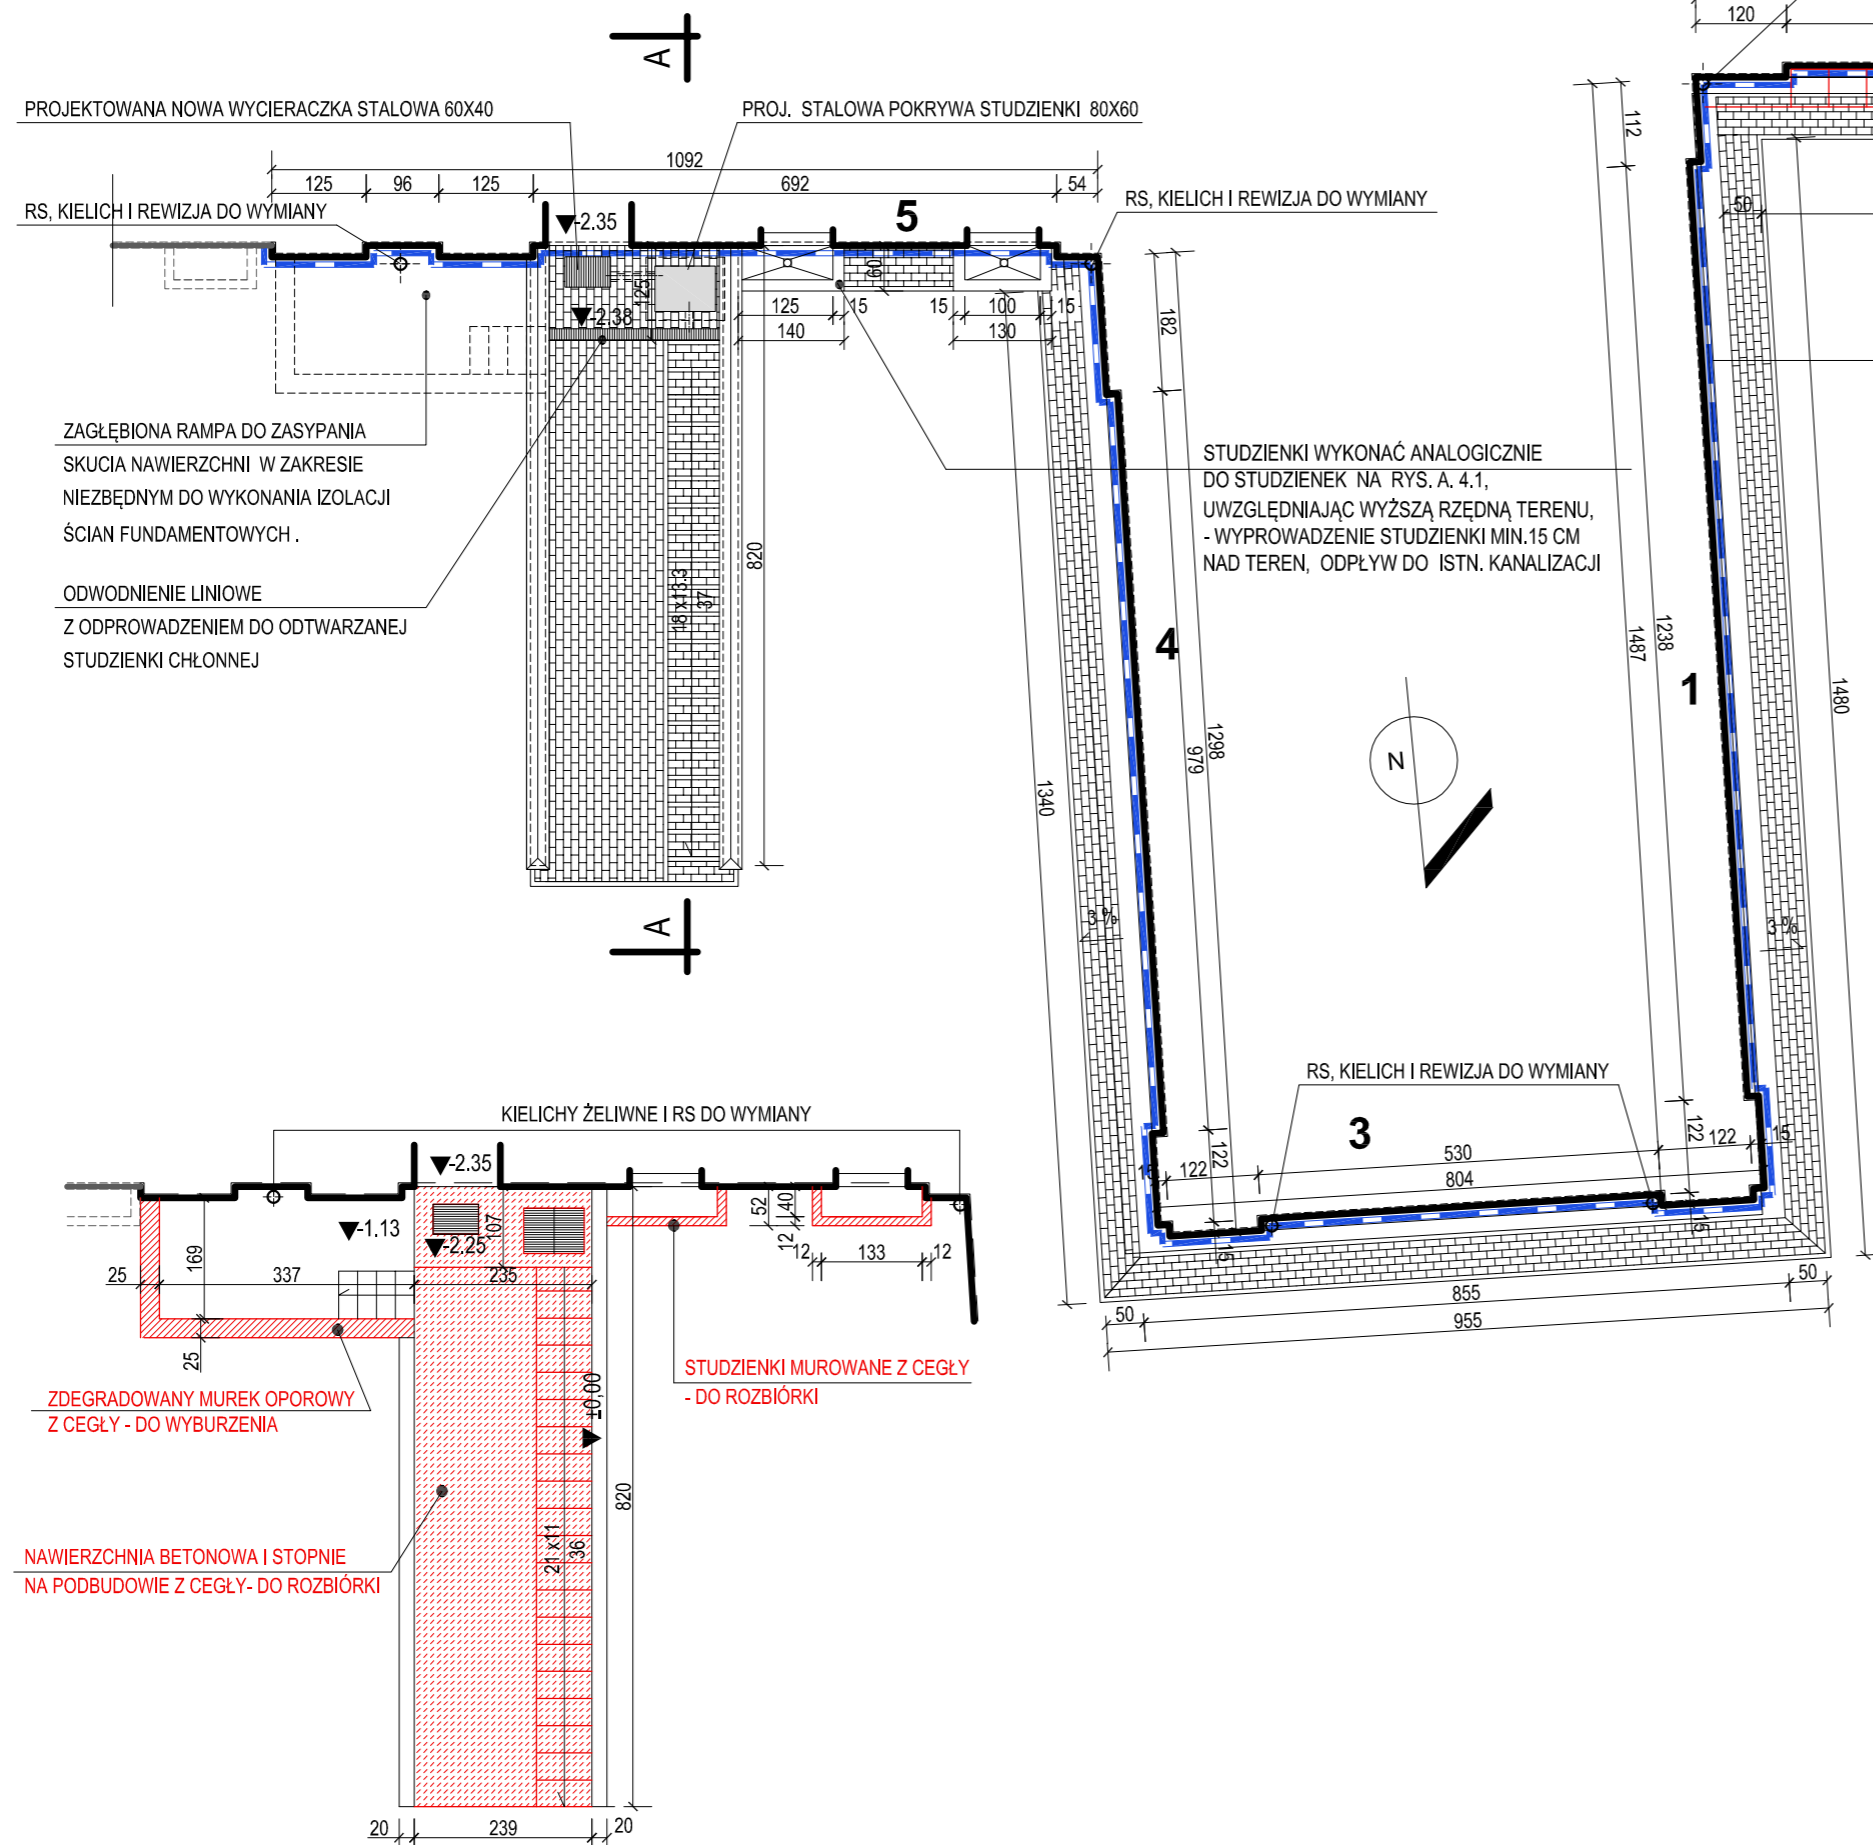 A
120
PROJEKTOWANA NOWA WYCIERACZKA STALOWA 60X40
PROJ. STALOWA POKRYWA STUDZIENKI 80X60
112
1092
125
96
125
692
54
RS, KIELICH I REWIZJA DO WYMIANY
-2.35
5
RS, KIELICH I REWIZJA DO WYMIANY
50
60
125
-2.38
125
15
15
100
15
140
130
182
ZAGŁĘBIONA RAMPA DO ZASYPANIA
SKUCIA NAWIERZCHNI W ZAKRESIE
NIEZBĘDNYM DO WYKONANIA IZOLACJI
ŚCIAN FUNDAMENTOWYCH .
STUDZIENKI WYKONAĆ ANALOGICZNIE
DO STUDZIENEK NA RYS. A. 4.1,
UWZGLĘDNIAJĄC WYŻSZĄ RZĘDNĄ TERENU,
- WYPROWADZENIE STUDZIENKI MIN.15 CM
NAD TEREN, ODPŁYW DO ISTN. KANALIZACJI
820
18 x13.3
37
ODWODNIENIE LINIOWE
Z ODPROWADZENIEM DO ODTWARZANEJ
STUDZIENKI CHŁONNEJ
4
1238
1487
1
1480
1298
979
N
1340
3 %
3 %
A
RS, KIELICH I REWIZJA DO WYMIANY
KIELICHY ŻELIWNE I RS DO WYMIANY
3
122
122
15
530
122
15
122
804
15
15
50
855
50
955
-2.35
-1.13
-2.25
107
52
40
12
12
133
12
169
25
337
235
25
ZDEGRADOWANY MUREK OPOROWY
Z CEGŁY - DO WYBURZENIA
STUDZIENKI MUROWANE Z CEGŁY
- DO ROZBIÓRKI
±0,00
820
21 x11
36
NAWIERZCHNIA BETONOWA I STOPNIE
NA PODBUDOWIE Z CEGŁY- DO ROZBIÓRKI
20
239
20